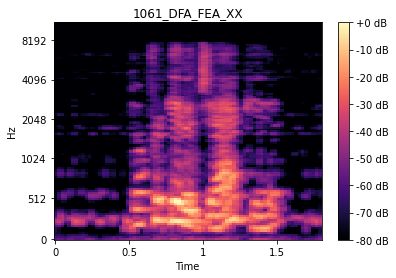 1061_DFA_FEA_XX
Hz
8192
4096
2048
1024
512
0
0
0.5
1
1.5
Time
+0 dB
-10 dB
-20 dB
-30 dB
-40 dB
-50 dB
-60 dB
-70 dB
-80 dB